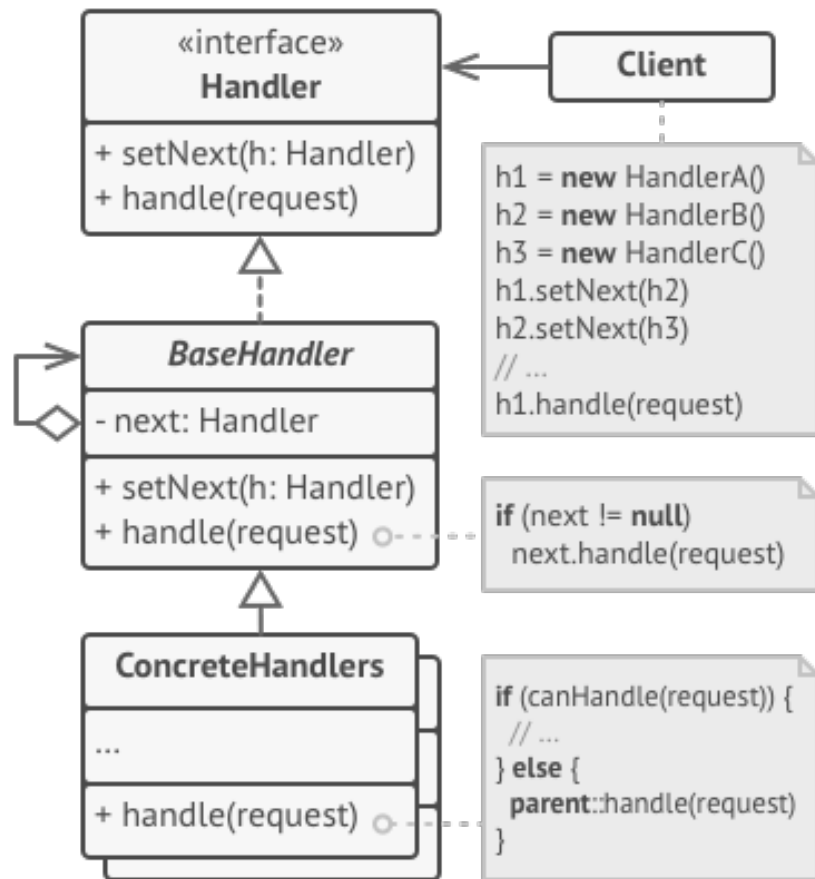 «interface»
Handler
+ setNext(h: Handler)
+ handle(request)
Client
h1 = new HandlerA()
h2 = new HandlerB()
h3 = new HandlerC()
h1.setNext(h2)
h2.setNext(h3)
// ...
h1.handle(request)
BaseHandler
- next: Handler
+ setNext(h: Handler)
+ handle(request)
if (next != null)
next.handle(request)
ConcreteHandlers
...
+ handle(request)
if (canHandle(request)) {
// ...
} else {
parent::handle(request)
}